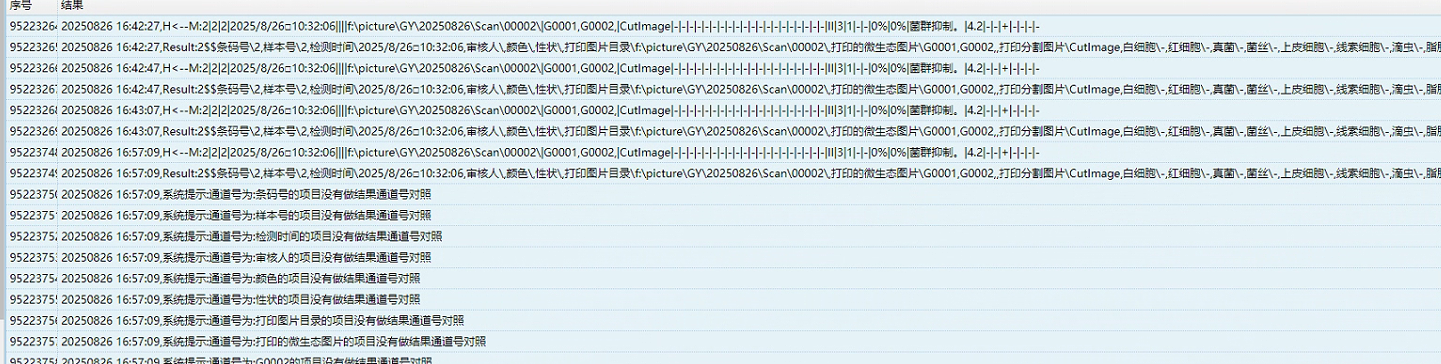 序号 结果
9522326 20250826 16:42:27,H<--M:2|2|2|2025/8/26□10:32:06||||f:\picture\GY\20250826\Scan\00002\|G0001,G0002,|CutImage|-|-|-|-|-|-|-|-|-|-|-|-|-|-|-|-|-|-|-|-|II|3|1|-|-|0%|0%|菌群抑制。|4.2|-|-|+|-|-|-|-
9522326 20250826 16:42:27,Result:2$$条码号\2,样本号\2,检测时间\2025/8/26□10:32:06,审核人\,颜色\,性状\,打印图片目录\f:\picture\GY\20250826\Scan\00002\,打印的微生态图片\G0001,G0002,,打印分割图片\CutImage,白细胞\-,红细胞\-,真菌\-,菌丝\-,上皮细胞\-,线索细胞\-,滴虫\-,脂
9522326 20250826 16:42:47,H<--M:2|2|2|2025/8/26□10:32:06||||f:\picture\GY\20250826\Scan\00002\|G0001,G0002,|CutImage|-|-|-|-|-|-|-|-|-|-|-|-|-|-|-|-|-|-|-|-|II|3|1|-|-|0%|0%|菌群抑制。|4.2|-|-|+|-|-|-|-
9522326 20250826 16:42:47,Result:2$$条码号\2,样本号\2,检测时间\2025/8/26□10:32:06,审核人\,颜色\,性状\,打印图片目录\f:\picture\GY\20250826\Scan\00002\,打印的微生态图片\G0001,G0002,,打印分割图片\CutImage,白细胞\-,红细胞\-,真菌\-,菌丝\-,上皮细胞\-,线索细胞\-,滴虫\-,脂
9522326 20250826 16:43:07,H<--M:2|2|2|2025/8/26□10:32:06||||f:\picture\GY\20250826\Scan\00002\|G0001,G0002,|CutImage|-|-|-|-|-|-|-|-|-|-|-|-|-|-|-|-|-|-|-|-|II|3|1|-|-|0%|0%|菌群抑制。|4.2|-|-|+|-|-|-|-
9522326 20250826 16:43:07,Result:2$$条码号\2,样本号\2,检测时间\2025/8/26□10:32:06,审核人\,颜色\,性状\,打印图片目录\f:\picture\GY\20250826\Scan\00002\,打印的微生态图片\G0001,G0002,,打印分割图片\CutImage,白细胞\-,红细胞\-,真菌\-,菌丝\-,上皮细胞\-,线索细胞\-,滴虫\-,脂
9522374 20250826 16:57:09,H<--M:2|2|2|2025/8/26□10:32:06||||f:\picture\GY\20250826\Scan\00002\|G0001,G0002,|CutImage|-|-|-|-|-|-|-|-|-|-|-|-|-|-|-|-|-|-|-|-|II|3|1|-|-|0%|0%|菌群抑制。|4.2|-|-|+|-|-|-|-
9522374 20250826 16:57:09,Result:2$$条码号\2,样本号\2,检测时间\2025/8/26□10:32:06,审核人\,颜色\,性状\,打印图片目录\f:\picture\GY\20250826\Scan\00002\,打印的微生态图片\G0001,G0002,,打印分割图片\CutImage,白细胞\-,红细胞\-,真菌\-,菌丝\-,上皮细胞\-,线索细胞\-,滴虫\-,脂
9522375 20250826 16:57:09,系统提示:通道号为:条码号的项目没有做结果通道号对照
9522375 20250826 16:57:09,系统提示:通道号为:样本号的项目没有做结果通道号对照
9522375 20250826 16:57:09,系统提示:通道号为:检测时间的项目没有做结果通道号对照
9522375 20250826 16:57:09,系统提示:通道号为:审核人的项目没有做结果通道号对照
9522375 20250826 16:57:09,系统提示:通道号为:颜色的项目没有做结果通道号对照
9522375 20250826 16:57:09,系统提示:通道号为:性状的项目没有做结果通道号对照
9522375 20250826 16:57:09,系统提示:通道号为:打印图片目录的项目没有做结果通道号对照
9522375 20250826 16:57:09,系统提示:通道号为:打印的微生态图片的项目没有做结果通道号对照
9522375 20250826 16:57:09,系统提示:通道号为:G0002的项目没有做结果通道号对照